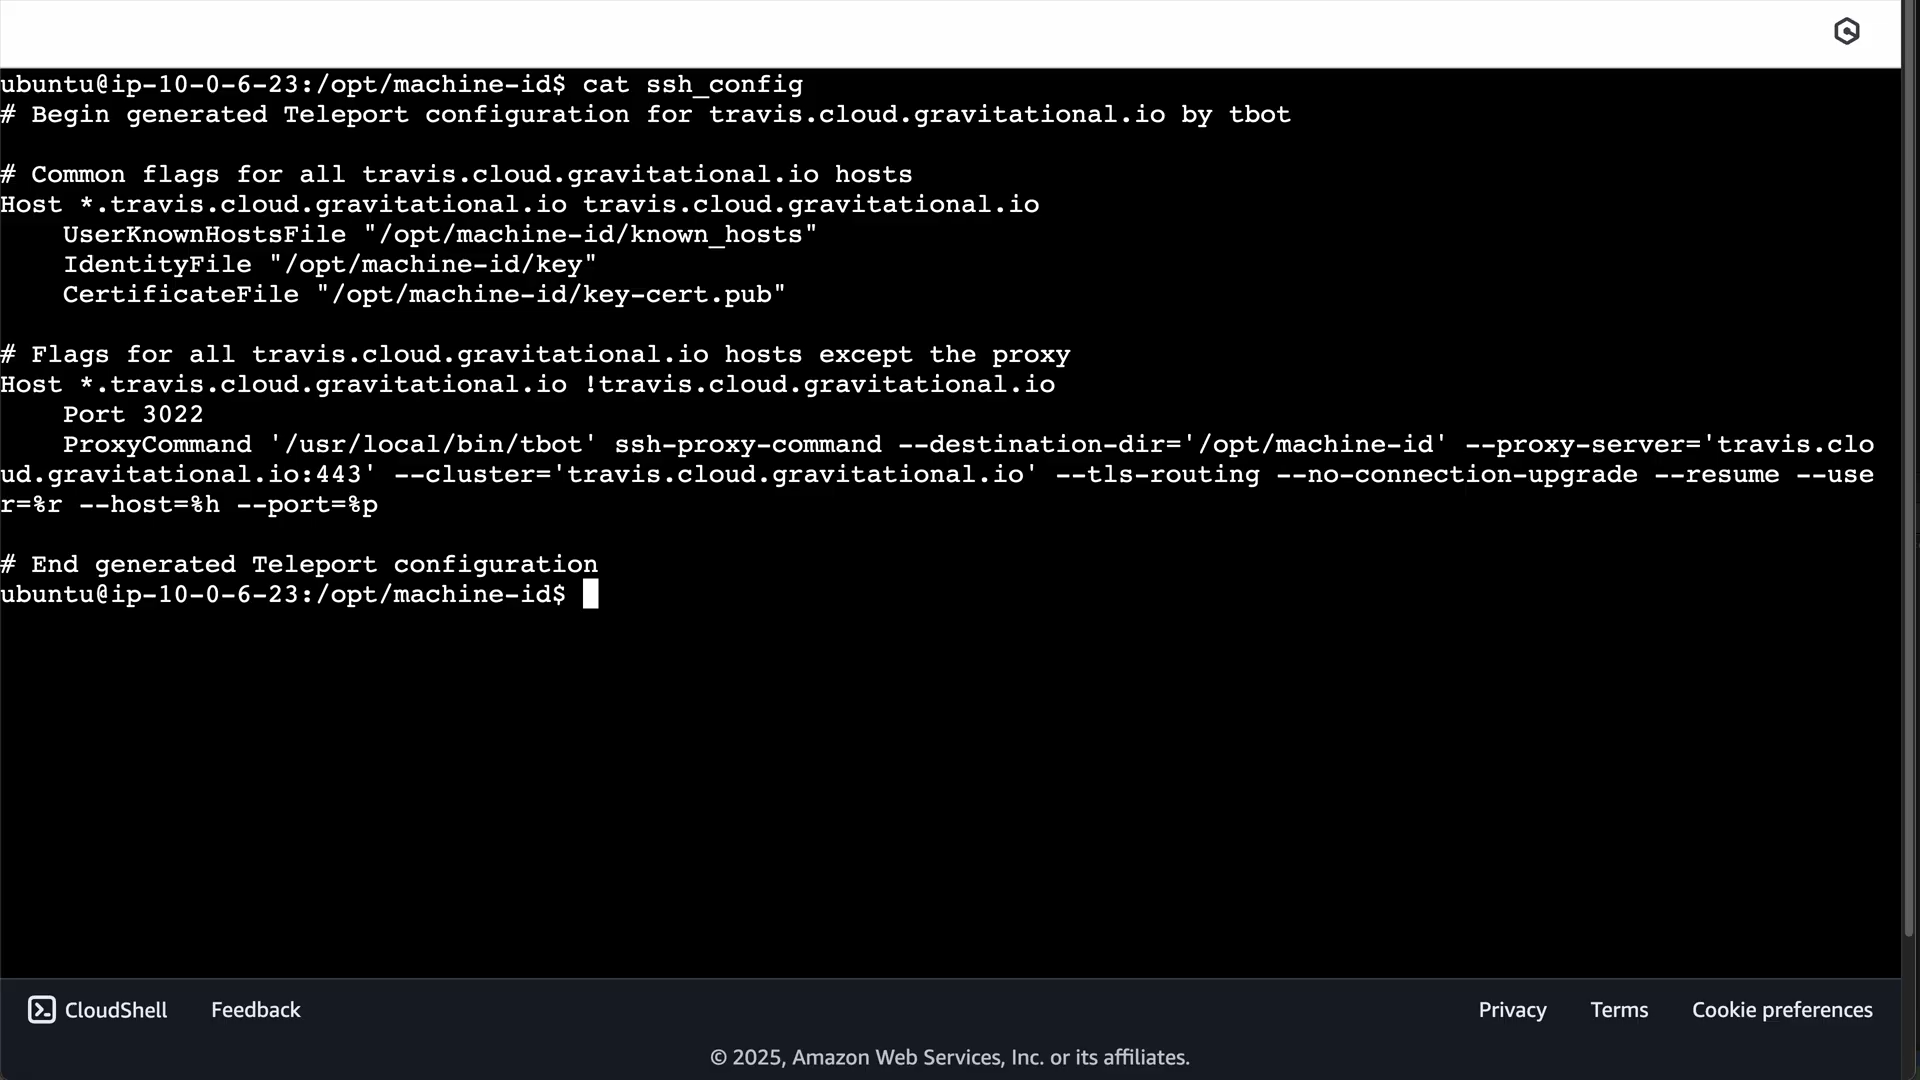 ubuntu@ip-10-0-6-23:/opt/machine-id$ cat ssh_config
# Begin generated Teleport configuration for travis.cloud.gravitational.io by tbot
# Common flags for all travis.cloud.gravitational.io hosts
Host *.travis.cloud.gravitational.io travis.cloud.gravitational.io
    UserKnownHostsFile "/opt/machine-id/known_hosts"
    IdentityFile "/opt/machine-id/key"
    CertificateFile "/opt/machine-id/key-cert.pub"
# Flags for all travis.cloud.gravitational.io hosts except the proxy
Host *.travis.cloud.gravitational.io !travis.cloud.gravitational.io
    Port 3022
    ProxyCommand '/usr/local/bin/tbot' ssh-proxy-command --destination-dir='/opt/machine-id' --proxy-server='travis.clo
ud.gravitational.io:443' --cluster='travis.cloud.gravitational.io' --tls-routing --no-connection-upgrade --resume --use
r=%r --host=%h --port=%p
# End generated Teleport configuration
ubuntu@ip-10-0-6-23:/opt/machine-id$
CloudShell Feedback Privacy Terms Cookie preferences
© 2025, Amazon Web Services, Inc. or its affiliates.